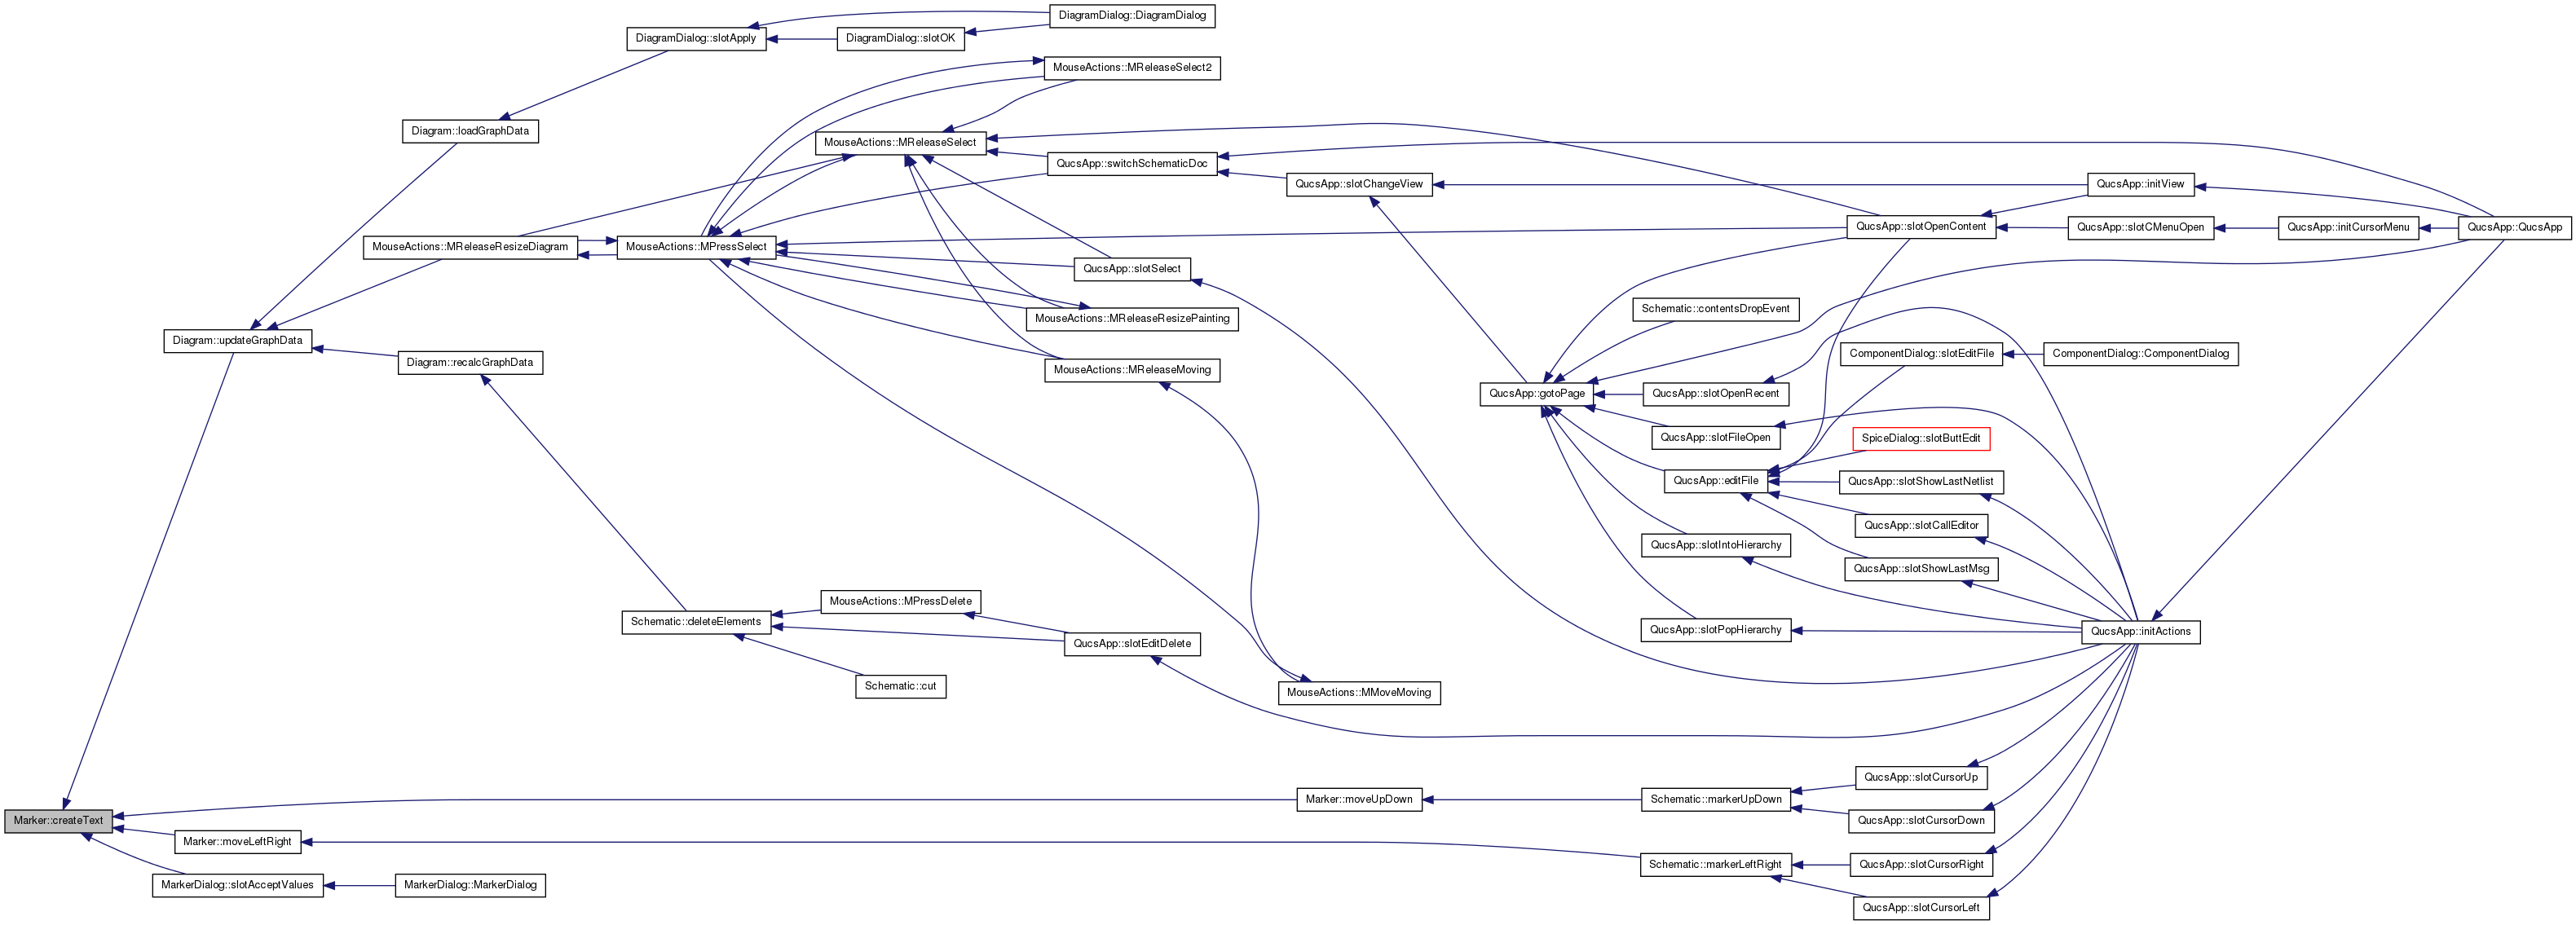 DiagramDialog::DiagramDialog
DiagramDialog::slotApply
DiagramDialog::slotOK
MouseActions::MReleaseSelect2
Diagram::loadGraphData
MouseActions::MReleaseSelect
QucsApp::switchSchematicDoc
QucsApp::slotChangeView
QucsApp::initView
MouseActions::MReleaseResizeDiagram
MouseActions::MPressSelect
QucsApp::slotOpenContent
QucsApp::slotCMenuOpen
QucsApp::initCursorMenu
QucsApp::QucsApp
QucsApp::slotSelect
Schematic::contentsDropEvent
MouseActions::MReleaseResizePainting
Diagram::updateGraphData
Diagram::recalcGraphData
MouseActions::MReleaseMoving
ComponentDialog::slotEditFile
ComponentDialog::ComponentDialog
QucsApp::gotoPage
QucsApp::slotOpenRecent
QucsApp::slotFileOpen
SpiceDialog::slotButtEdit
QucsApp::editFile
QucsApp::slotShowLastNetlist
QucsApp::slotCallEditor
QucsApp::slotIntoHierarchy
QucsApp::slotShowLastMsg
MouseActions::MPressDelete
Schematic::deleteElements
QucsApp::slotPopHierarchy
QucsApp::initActions
QucsApp::slotEditDelete
Schematic::cut
MouseActions::MMoveMoving
QucsApp::slotCursorUp
Marker::moveUpDown
Schematic::markerUpDown
Marker::createText
QucsApp::slotCursorDown
Marker::moveLeftRight
Schematic::markerLeftRight
QucsApp::slotCursorRight
MarkerDialog::slotAcceptValues
MarkerDialog::MarkerDialog
QucsApp::slotCursorLeft